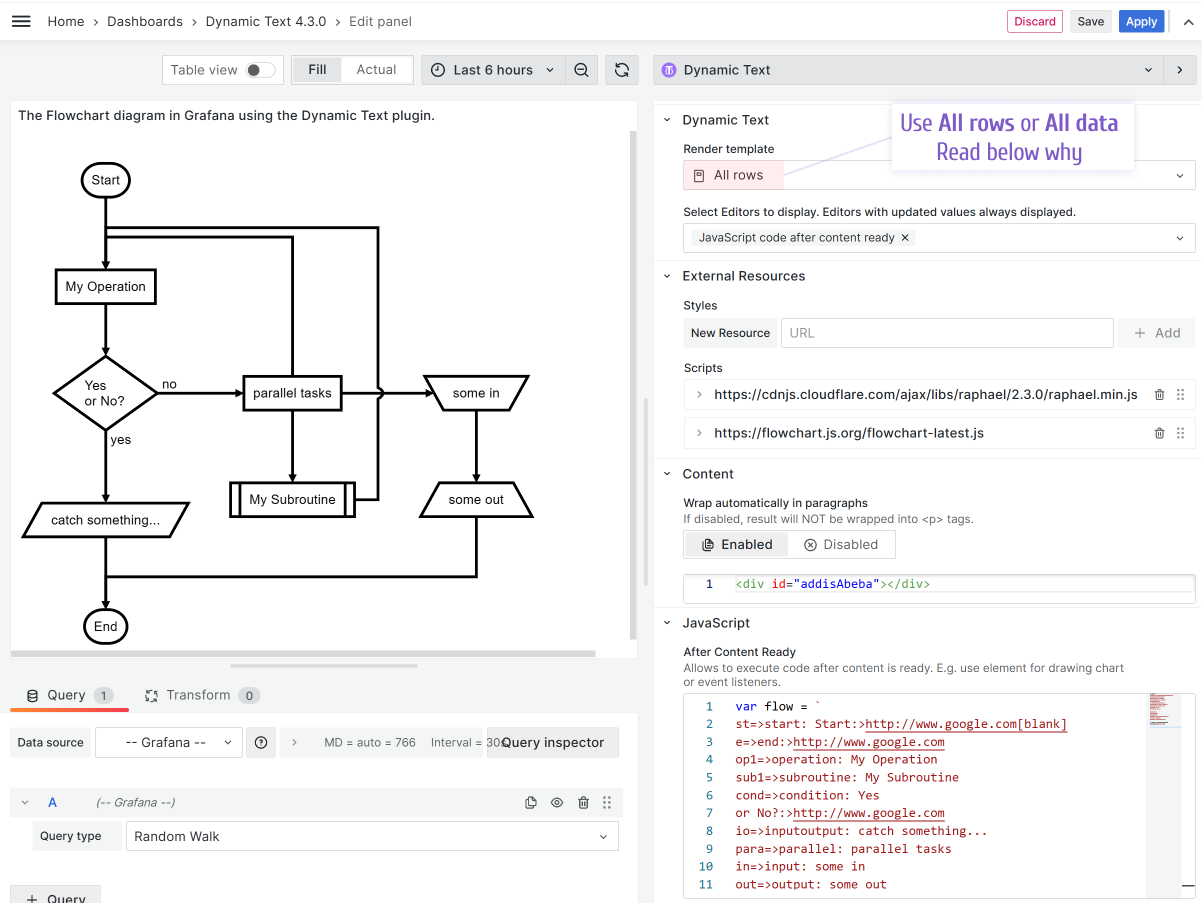 Home › Dashboards › Dynamic Text 4.3.0 › Edit panel
Discard Save Apply
Table view Fill Actual Last 6 hours
The Flowchart diagram in Grafana using the Dynamic Text plugin.
Start
My Operation
Yes
or No?
no
parallel tasks
some in
yes
My Subroutine
some out
catch something...
End
Query 1 Transform 0
Data source -- Grafana -- MD = auto = 766 Interval = 30s Query inspector
A (-- Grafana --)
Query type Random Walk
+ Query
Dynamic Text
Dynamic Text
Use All rows or All data
Read below why
Render template
All rows
Select Editors to display. Editors with updated values always displayed.
JavaScript code after content ready ×
External Resources
Styles
New Resource URL + Add
Scripts
https://cdnjs.cloudflare.com/ajax/libs/raphael/2.3.0/raphael.min.js
https://flowchart.js.org/flowchart-latest.js
Content
Wrap automatically in paragraphs
If disabled, result will NOT be wrapped into <p> tags.
Enabled Disabled
1 <div id="addisAbeba"></div>
JavaScript
After Content Ready
Allows to execute code after content is ready. E.g. use element for drawing chart
or event listeners.
1 var flow = `
2 st=>start: Start:>http://www.google.com[blank]
3 e=>end:>http://www.google.com
4 op1=>operation: My Operation
5 sub1=>subroutine: My Subroutine
6 cond=>condition: Yes
7 or No?:>http://www.google.com
8 io=>inputoutput: catch something...
9 para=>parallel: parallel tasks
10 in=>input: some in
11 out=>output: some out